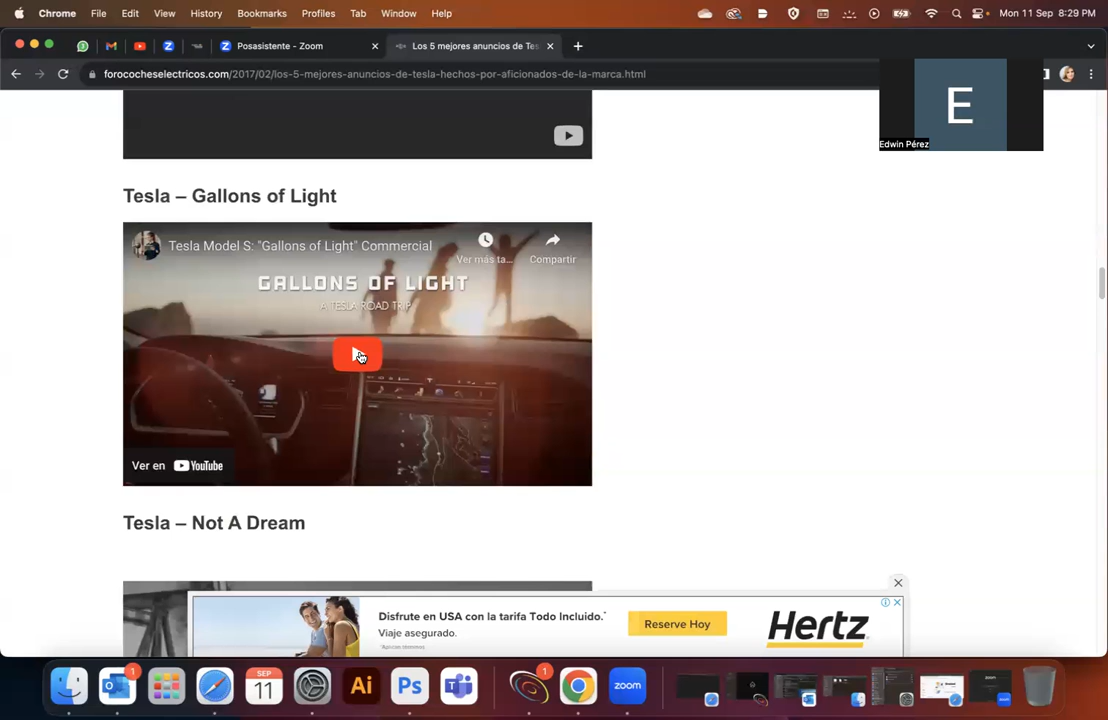 Chrome File Edit View History Bookmarks Profiles Tab Window Help Mon 11 Sep 8:29 PM
Posasistente - Zoom Los 5 mejores anuncios de Tes
forococheselectricos.com/2017/02/los-5-mejores-anuncios-de-tesla-hechos-por-aficionados-de-la-marca.html
E
Edwin Pérez
Tesla – Gallons of Light
Tesla Model S: "Gallons of Light" Commercial
Ver más ta...
Compartir
GALLONS OF LIGHT
A TESLA ROAD TRIP
Ver en YouTube
Tesla – Not A Dream
Disfrute en USA con la tarifa Todo Incluido.*
Viaje asegurado.
Reserve Hoy
Hertz
1
SEP
11
Ai
Ps
1
zoom